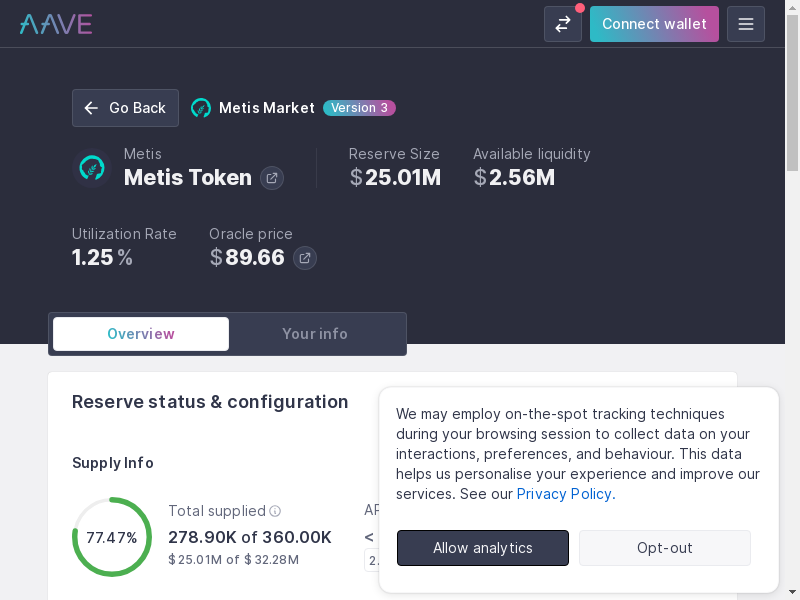 AAVE
Connect wallet
Go Back
Metis Market
Version 3
Metis
Metis Token
Reserve Size
$25.01M
Available liquidity
$2.56M
Utilization Rate
1.25%
Oracle price
$89.66
Overview
Your info
Reserve status & configuration
Supply Info
77.47%
Total supplied
278.90K of 360.00K
$25.01M of $32.28M
<
2.
We may employ on-the-spot tracking techniques
during your browsing session to collect data on your
interactions, preferences, and behaviour. This data
helps us personalise your experience and improve our
services. See our Privacy Policy.
Allow analytics
Opt-out